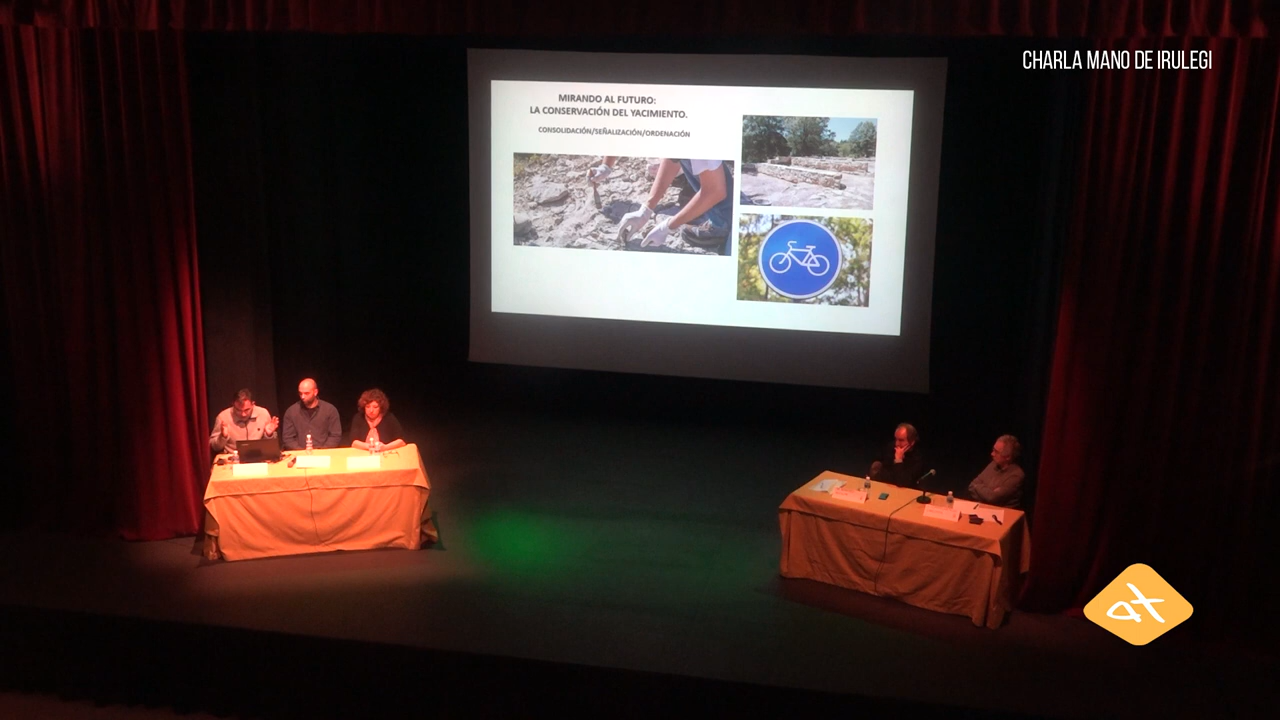 CHARLA MANO DE IRULEGI
MIRANDO AL FUTURO:
LA CONSERVACIÓN DEL YACIMIENTO.
CONSOLIDACIÓN/SEÑALIZACIÓN/ORDENACIÓN